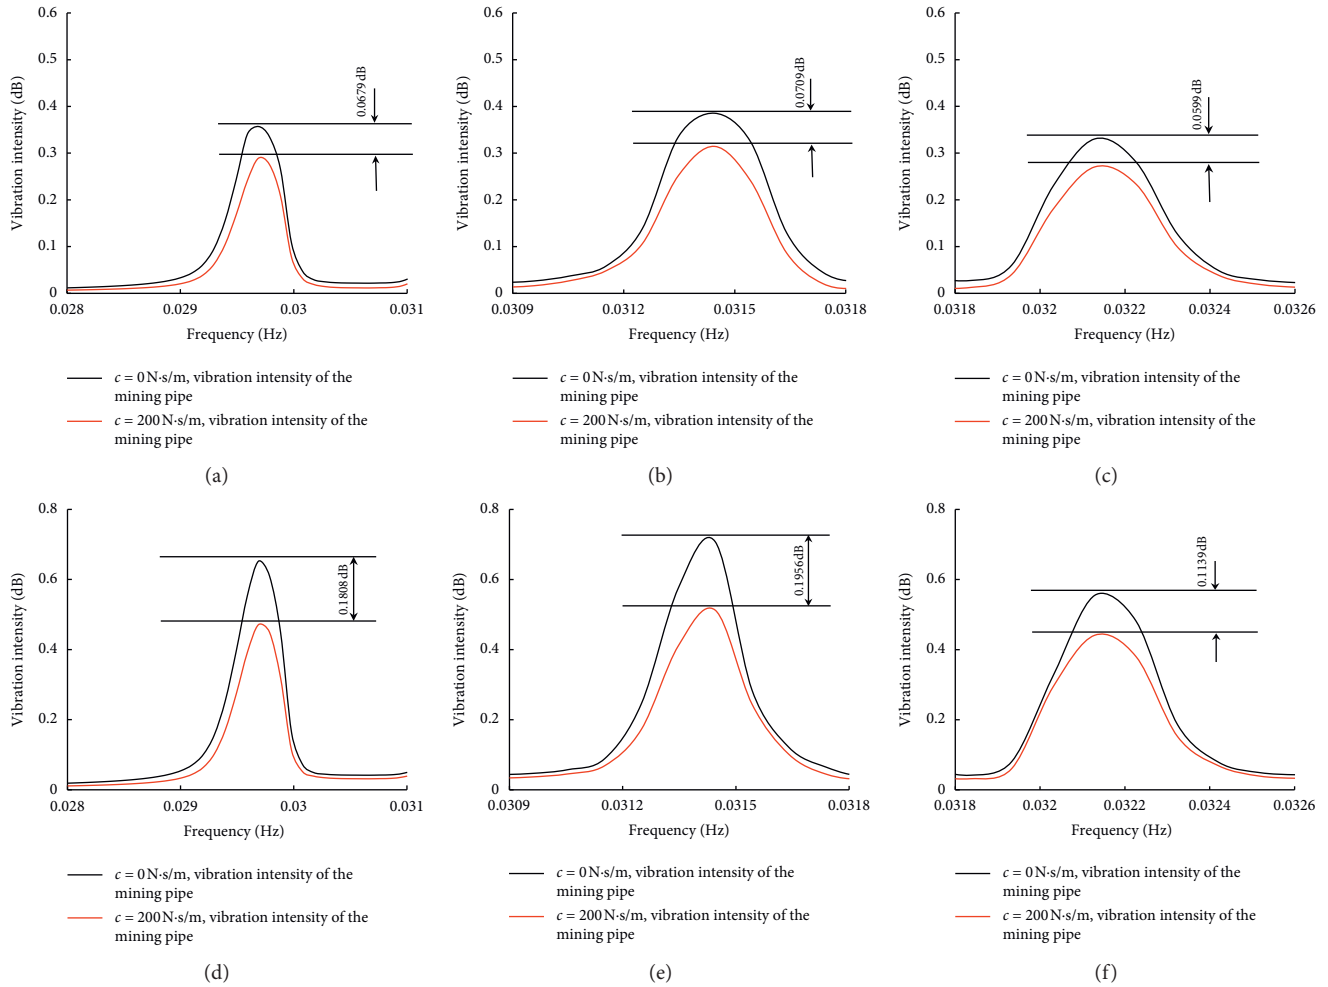 0.6
0.5
0.4
0.3
0.2
0.1
0
Vibration intensity (dB)
0.0679 dB
0.028
0.029
0.03
0.031
Frequency (Hz)
c = 0 N·s/m, vibration intensity of the
mining pipe
c = 200 N·s/m, vibration intensity of the
mining pipe
(a)
0.6
0.5
0.4
0.3
0.2
0.1
0
Vibration intensity (dB)
0.0709 dB
0.0309
0.0312
0.0315
0.0318
Frequency (Hz)
c = 0 N·s/m, vibration intensity of the
mining pipe
c = 200 N·s/m, vibration intensity of the
mining pipe
(b)
0.6
0.5
0.4
0.3
0.2
0.1
0
Vibration intensity (dB)
0.0599 dB
0.0318
0.032
0.0322
0.0324
0.0326
Frequency (Hz)
c = 0 N·s/m, vibration intensity of the
mining pipe
c = 200 N·s/m, vibration intensity of the
mining pipe
(c)
0.8
0.6
0.4
0.2
0
Vibration intensity (dB)
0.1808 dB
0.028
0.029
0.03
0.031
Frequency (Hz)
c = 0 N·s/m, vibration intensity of the
mining pipe
c = 200 N·s/m, vibration intensity of the
mining pipe
(d)
0.8
0.6
0.4
0.2
0
Vibration intensity (dB)
0.1956 dB
0.0309
0.0312
0.0315
0.0318
Frequency (Hz)
c = 0 N·s/m, vibration intensity of the
mining pipe
c = 200 N·s/m, vibration intensity of the
mining pipe
(e)
0.8
0.6
0.4
0.2
0
Vibration intensity (dB)
0.1139 dB
0.0318
0.032
0.0322
0.0324
0.0326
Frequency (Hz)
c = 0 N·s/m, vibration intensity of the
mining pipe
c = 200 N·s/m, vibration intensity of the
mining pipe
(f)